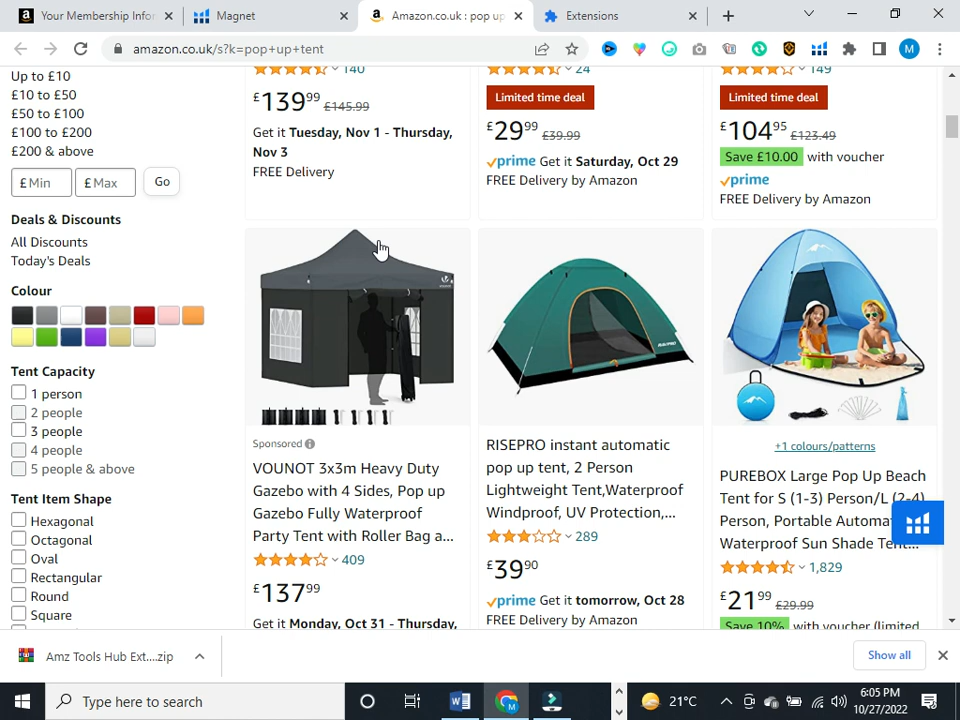 Your Membership Infor
Magnet
Amazon.co.uk : pop up
Extensions
amazon.co.uk/s?k=pop+up+tent
M
Up to £10
£10 to £50
£50 to £100
£100 to £200
£200 & above
£ Min
£ Max
Go
Deals & Discounts
All Discounts
Today's Deals
Colour
Tent Capacity
1 person
2 people
3 people
4 people
5 people & above
Tent Item Shape
Hexagonal
Octagonal
Oval
Rectangular
Round
Square
140
£139.99 £145.99
Get it Tuesday, Nov 1 - Thursday,
Nov 3
FREE Delivery
24
Limited time deal
£29.99 £39.99
prime Get it Saturday, Oct 29
FREE Delivery by Amazon
149
Limited time deal
£104.95 £123.49
Save £10.00 with voucher
prime
FREE Delivery by Amazon
Sponsored
VOUNOT 3x3m Heavy Duty
Gazebo with 4 Sides, Pop up
Gazebo Fully Waterproof
Party Tent with Roller Bag a...
409
£137.99
Get it Monday, Oct 31 - Thursday,
RISEPRO
RISEPRO instant automatic
pop up tent, 2 Person
Lightweight Tent,Waterproof
Windproof, UV Protection,...
289
£39.90
prime Get it tomorrow, Oct 28
FREE Delivery by Amazon
+1 colours/patterns
PUREBOX Large Pop Up Beach
Tent for S (1-3) Person/L (2-4)
Person, Portable Automa
Waterproof Sun Shade Tent...
1,829
£21.99 £29.99
Save 10% with voucher (limited
Amz Tools Hub Ext....zip
Show all
Type here to search
21°C
6:05 PM
10/27/2022